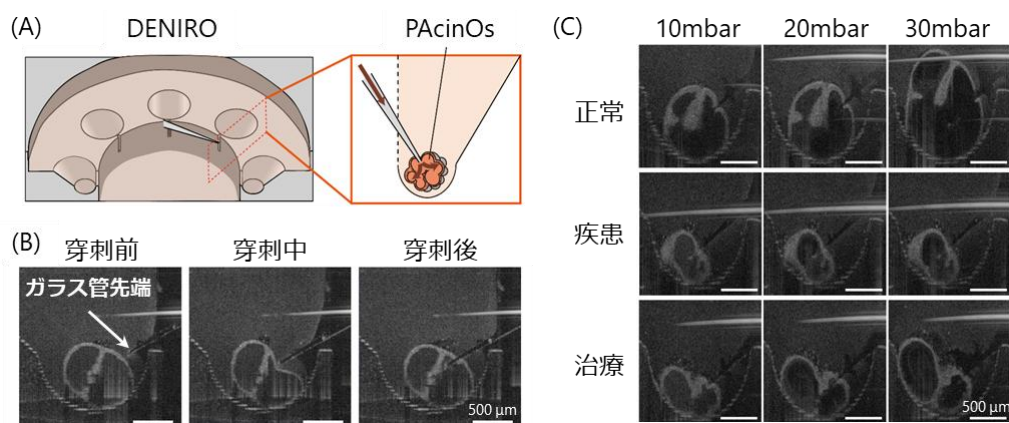 (A)
DENIRO
PAcinOs
(B)
穿刺前
穿刺中
穿刺後
ガラス管先端
500 µm
(C)
10mbar
20mbar
30mbar
正常
疾患
治療
500 µm